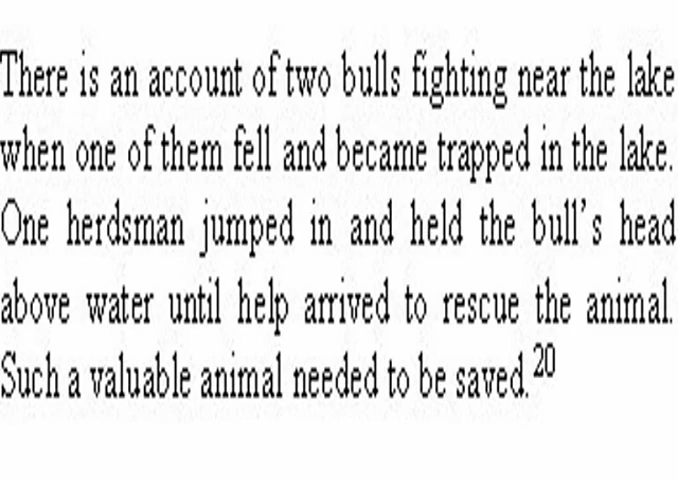 There is an account of two bulls fighting near the lake
when one of them fell and became trapped in the lake.
One herdsman jumped in and held the bull’s head
above water until help arrived to rescue the animal.
Such a valuable animal needed to be saved.20